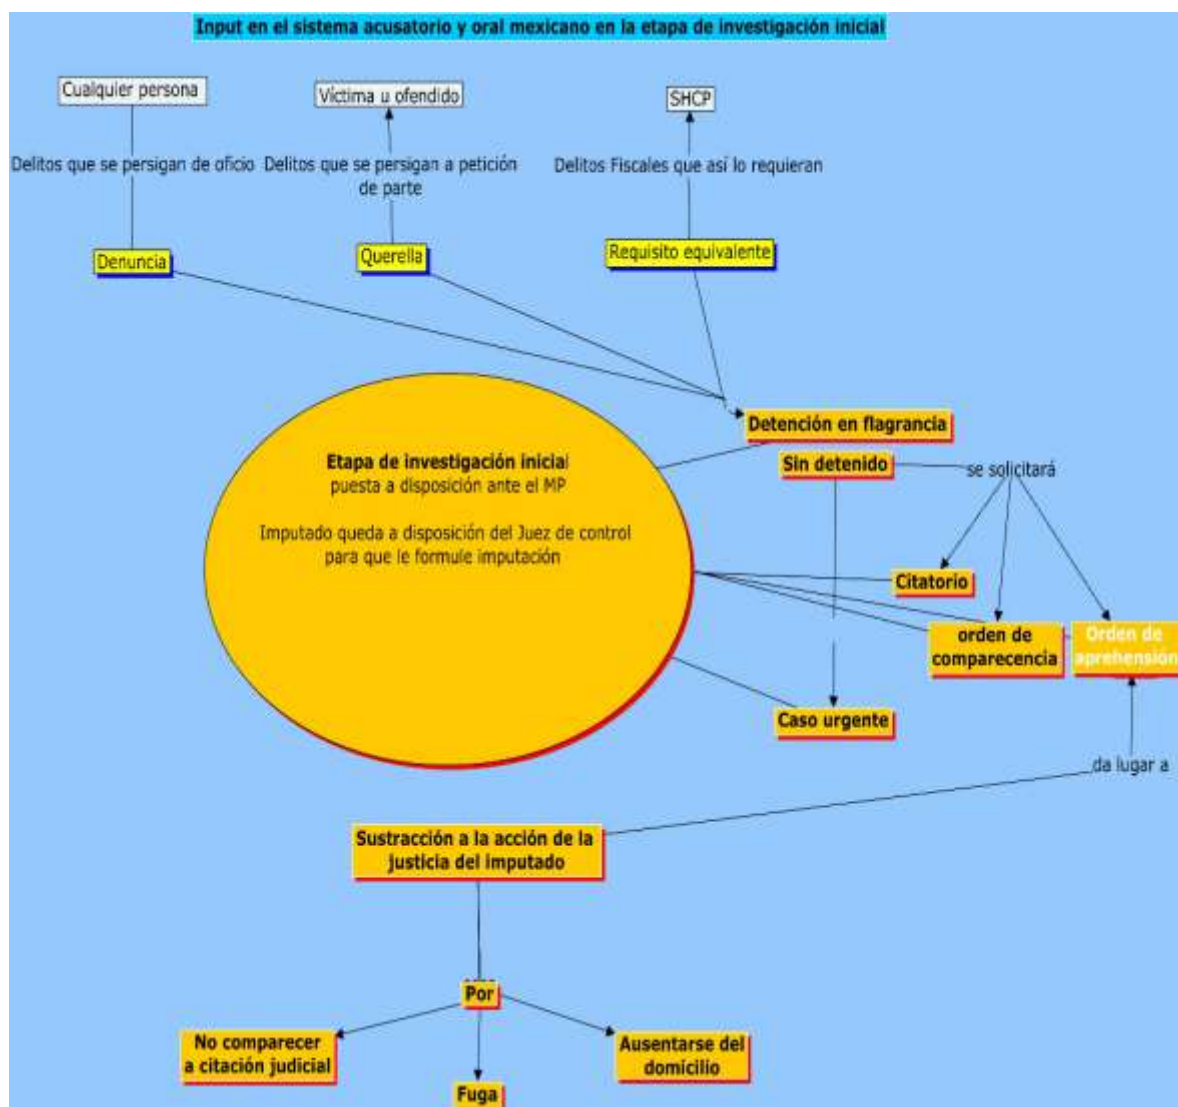 Input en el sistema acusatorio y oral mexicano en la etapa de investigación inicial
Cualquier persona
Víctima u ofendido
SHCP
Delitos que se persigan de oficio
Delitos que se persigan a petición
de parte
Delitos Fiscales que así lo requieran
Denuncia
Querella
Requisito equivalente
Detención en flagrancia
Etapa de investigación inicial
puesta a disposición ante el MP
Imputado queda a disposición del Juez de control
para que le formule imputación
Sin detenido
se solicitará
Citatorio
orden de
comparecencia
Orden de
aprehensión
Caso urgente
da lugar a
Sustracción a la acción de la
justicia del imputado
Por
No comparecer
a citación judicial
Fuga
Ausentarse del
domicilio